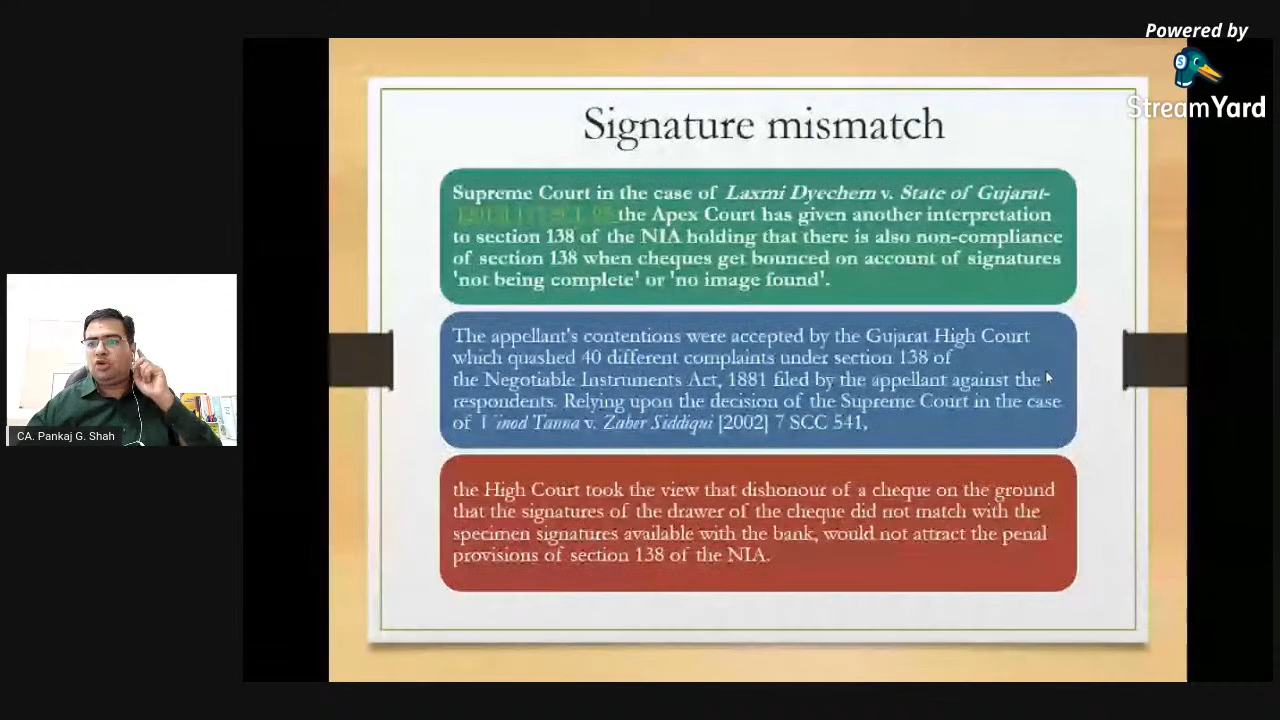 Powered by
StreamYard
Signature mismatch
Supreme Court in the case of Laxmi Dyechem v. State of Gujarat-
the Apex Court has given another interpretation
to section 138 of the NIA holding that there is also non-compliance
of section 138 when cheques get bounced on account of signatures
'not being complete' or 'no image found'.
The appellant's contentions were accepted by the Gujarat High Court
which quashed 40 different complaints under section 138 of
the Negotiable Instruments Act, 1881 filed by the appellant against the
respondents. Relying upon the decision of the Supreme Court in the case
of Vinod Tanna v. Zaher Siddiqui [2002] 7 SCC 541,
the High Court took the view that dishonour of a cheque on the ground
that the signatures of the drawer of the cheque did not match with the
specimen signatures available with the bank, would not attract the penal
provisions of section 138 of the NIA.
CA. Pankaj G. Shah